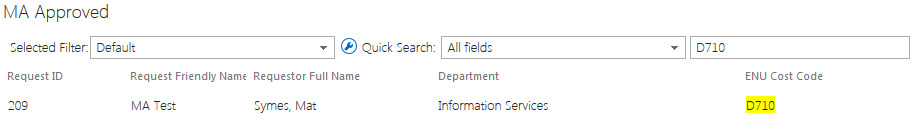 MA Approved
Selected Filter: Default Quick Search: All fields D710
Request ID Request Friendly Name Requestor Full Name Department ENU Cost Code
209 MA Test Symes, Mat Information Services D710